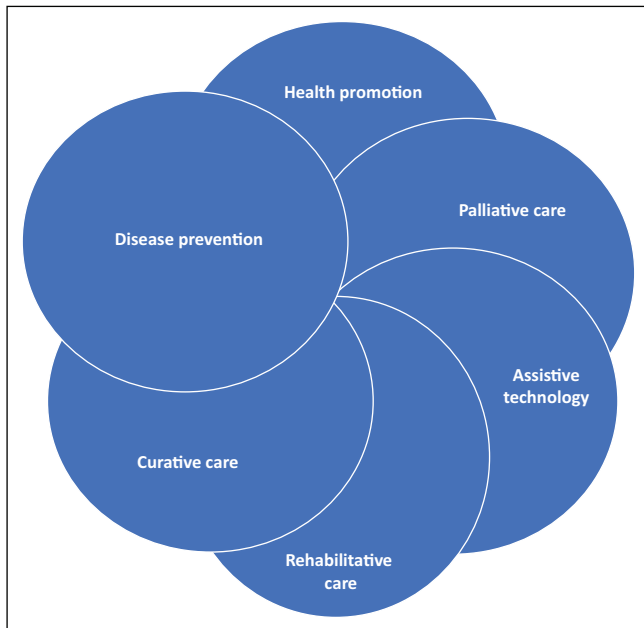 Health promotion
Palliative care
Disease prevention
Assistive
technology
Curative care
Rehabilitative
care